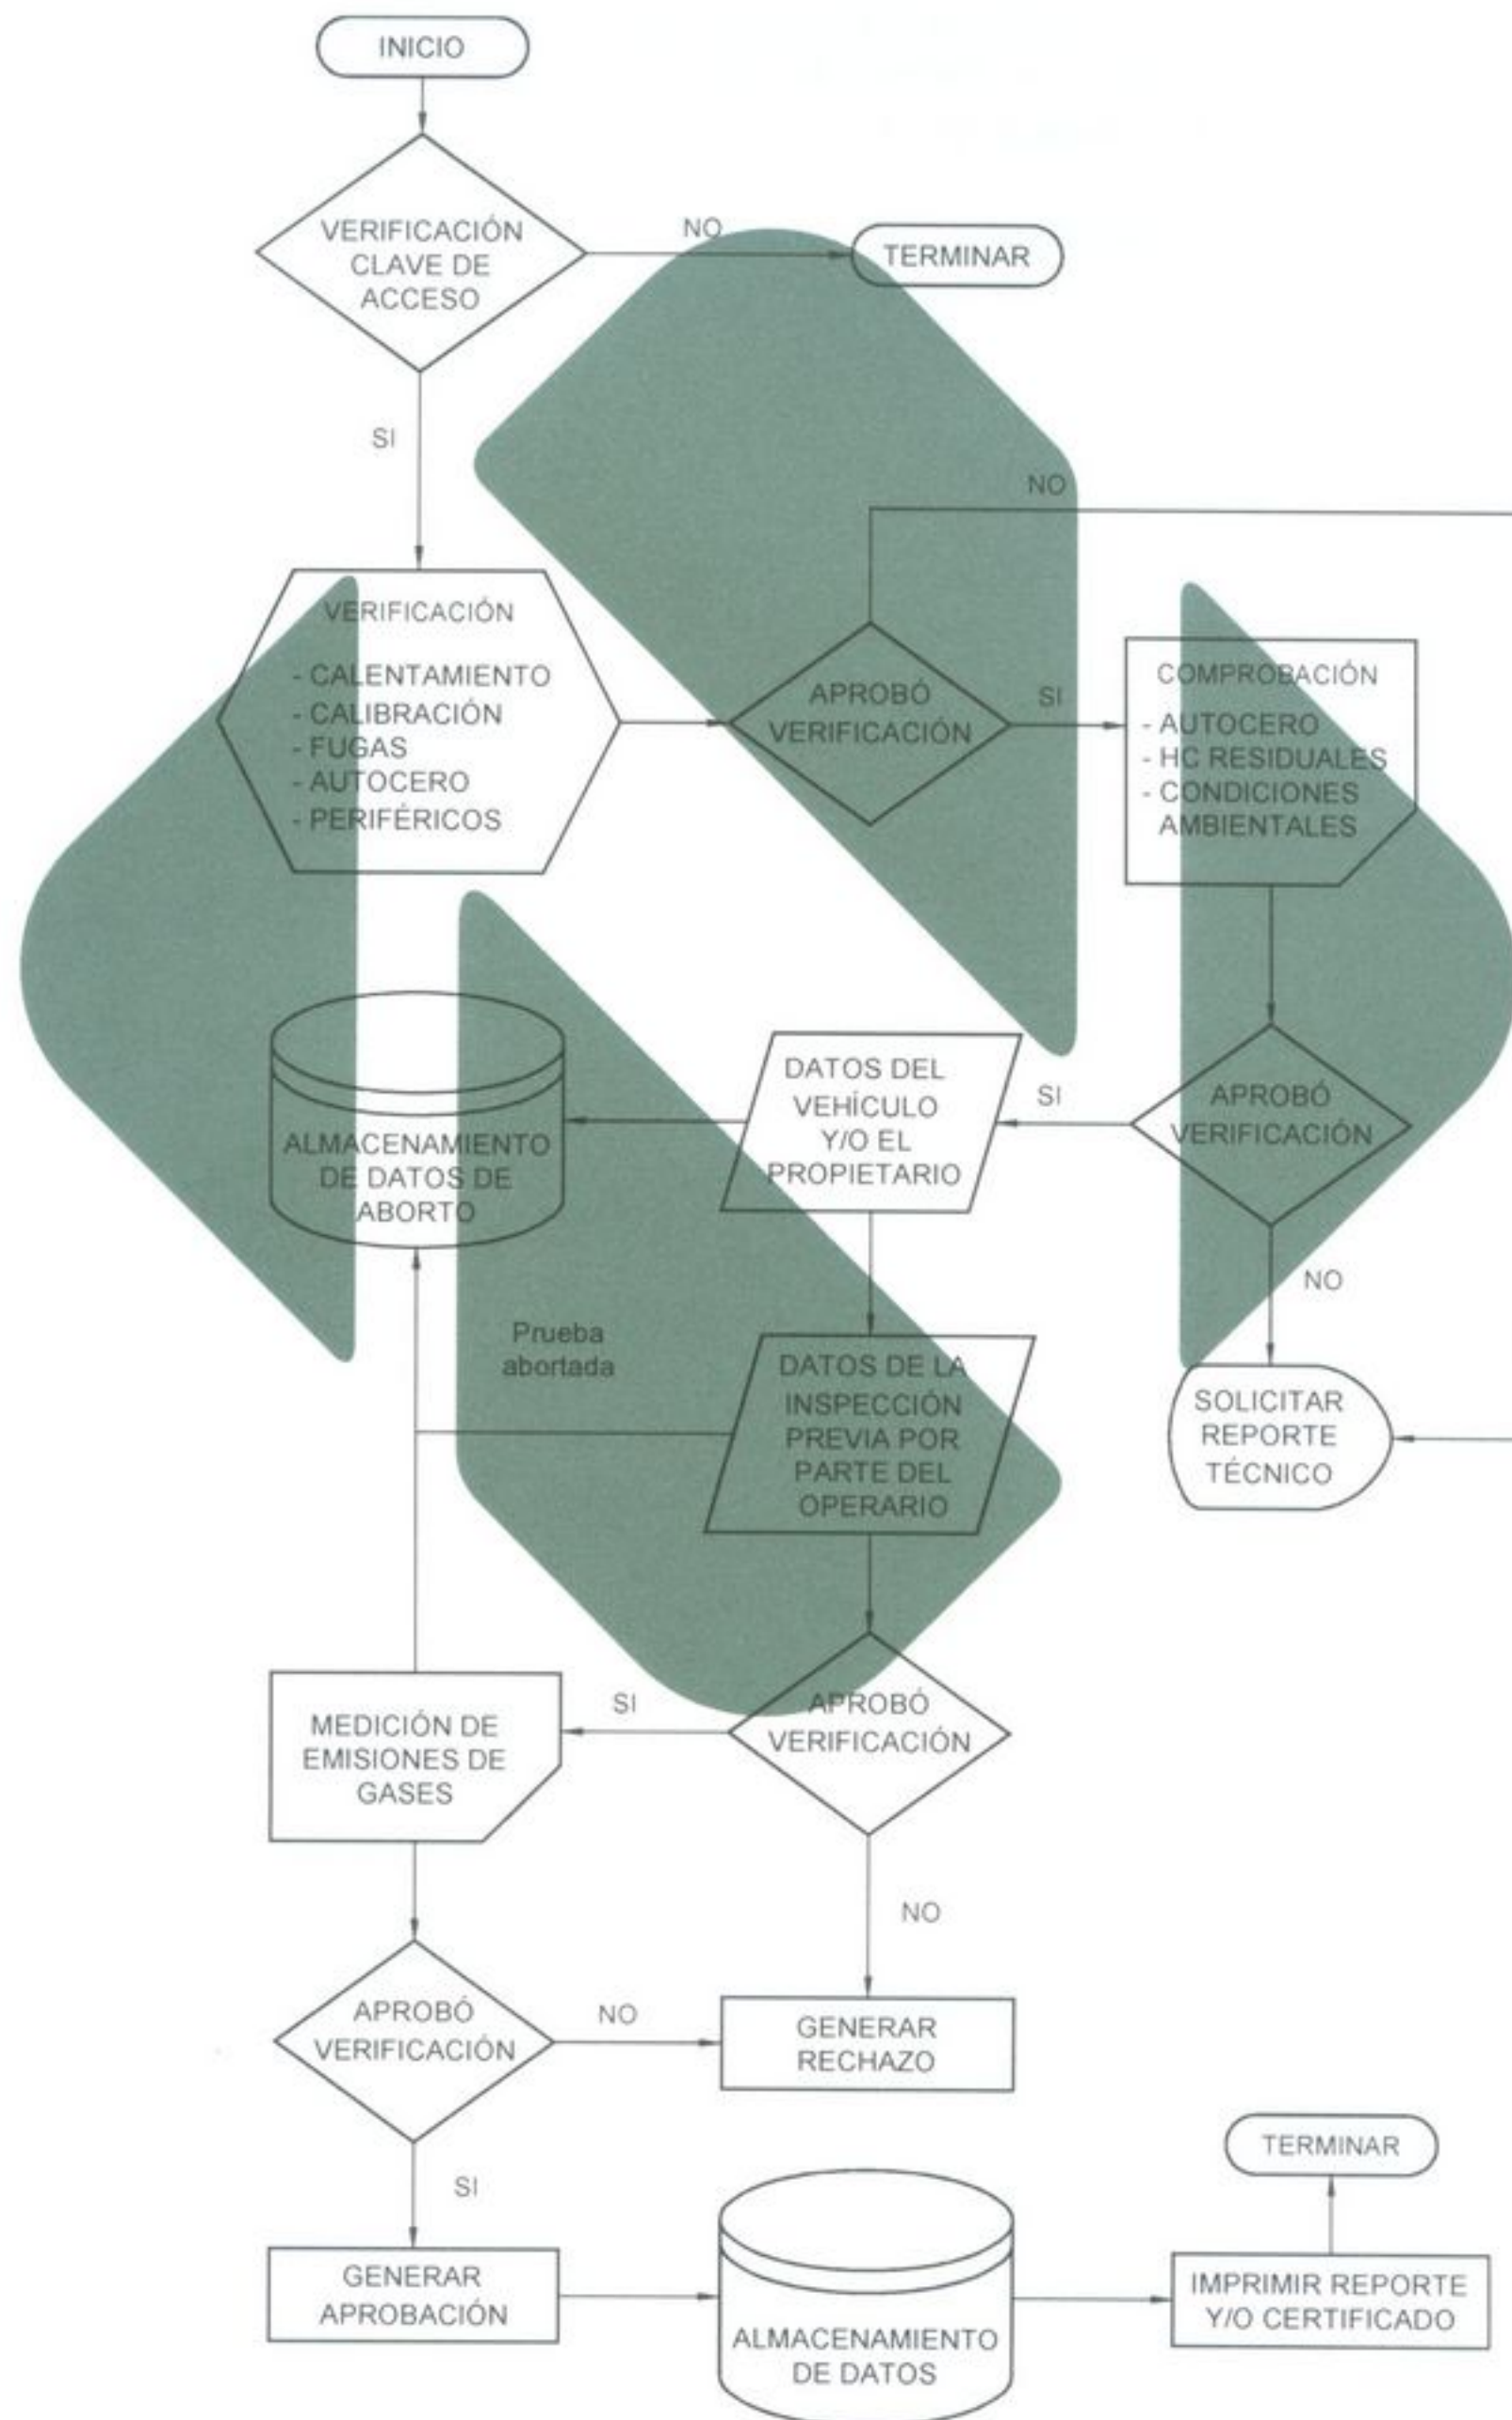 INICIO
VERIFICACIÓN
CLAVE DE
ACCESO
NO
TERMINAR
SI
VERIFICACIÓN
- CALENTAMIENTO
- CALIBRACIÓN
- FUGAS
- AUTOCERO
- PERIFÉRICOS
APROBÓ
VERIFICACIÓN
NO
SI
COMPROBACIÓN
- AUTOCERO
- HC RESIDUALES
- CONDICIONES
AMBIENTALES
APROBÓ
VERIFICACIÓN
SI
NO
DATOS DEL
VEHÍCULO
Y/O EL
PROPIETARIO
ALMACENAMIENTO
DE DATOS DE
ABORTO
Prueba
abortada
DATOS DE LA
INSPECCIÓN
PREVIA POR
PARTE DEL
OPERARIO
SOLICITAR
REPORTE
TÉCNICO
APROBÓ
VERIFICACIÓN
SI
NO
MEDICIÓN DE
EMISIONES DE
GASES
APROBÓ
VERIFICACIÓN
NO
GENERAR
RECHAZO
SI
GENERAR
APROBACIÓN
ALMACENAMIENTO
DE DATOS
IMPRIMIR REPORTE
Y/O CERTIFICADO
TERMINAR